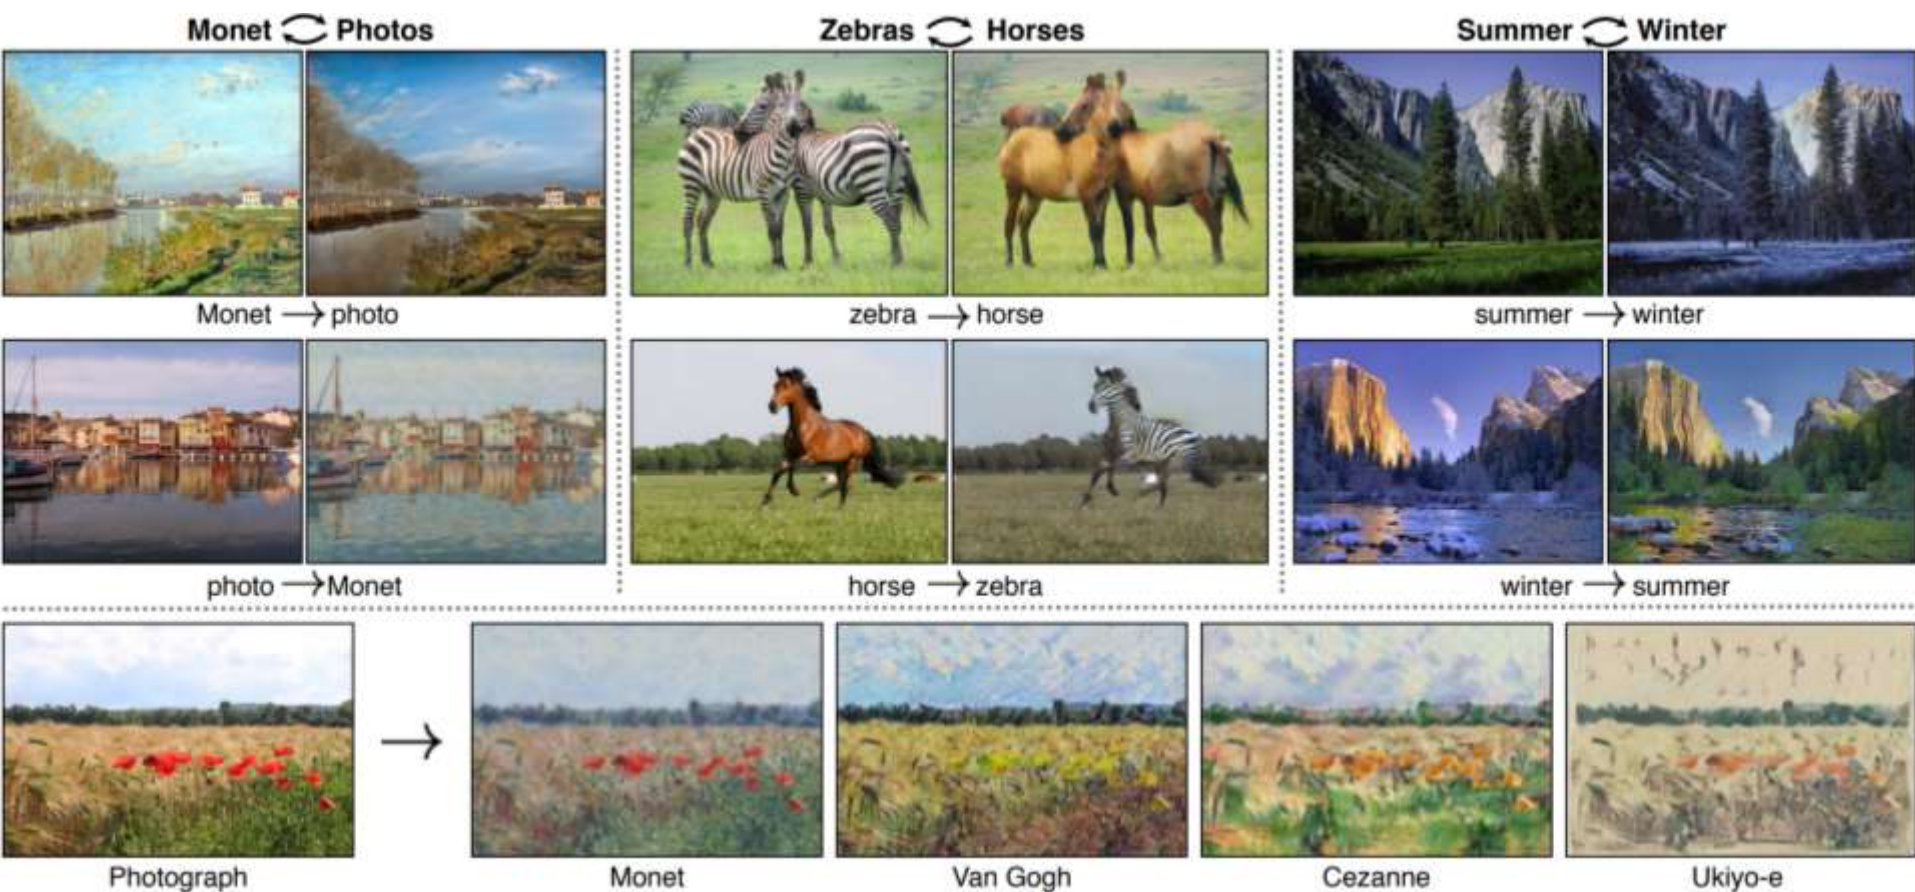 Monet Photos
Zebras Horses
Summer Winter
Monet → photo
zebra → horse
summer → winter
photo → Monet
horse → zebra
winter → summer
Photograph
Monet
Van Gogh
Cezanne
Ukiyo-e